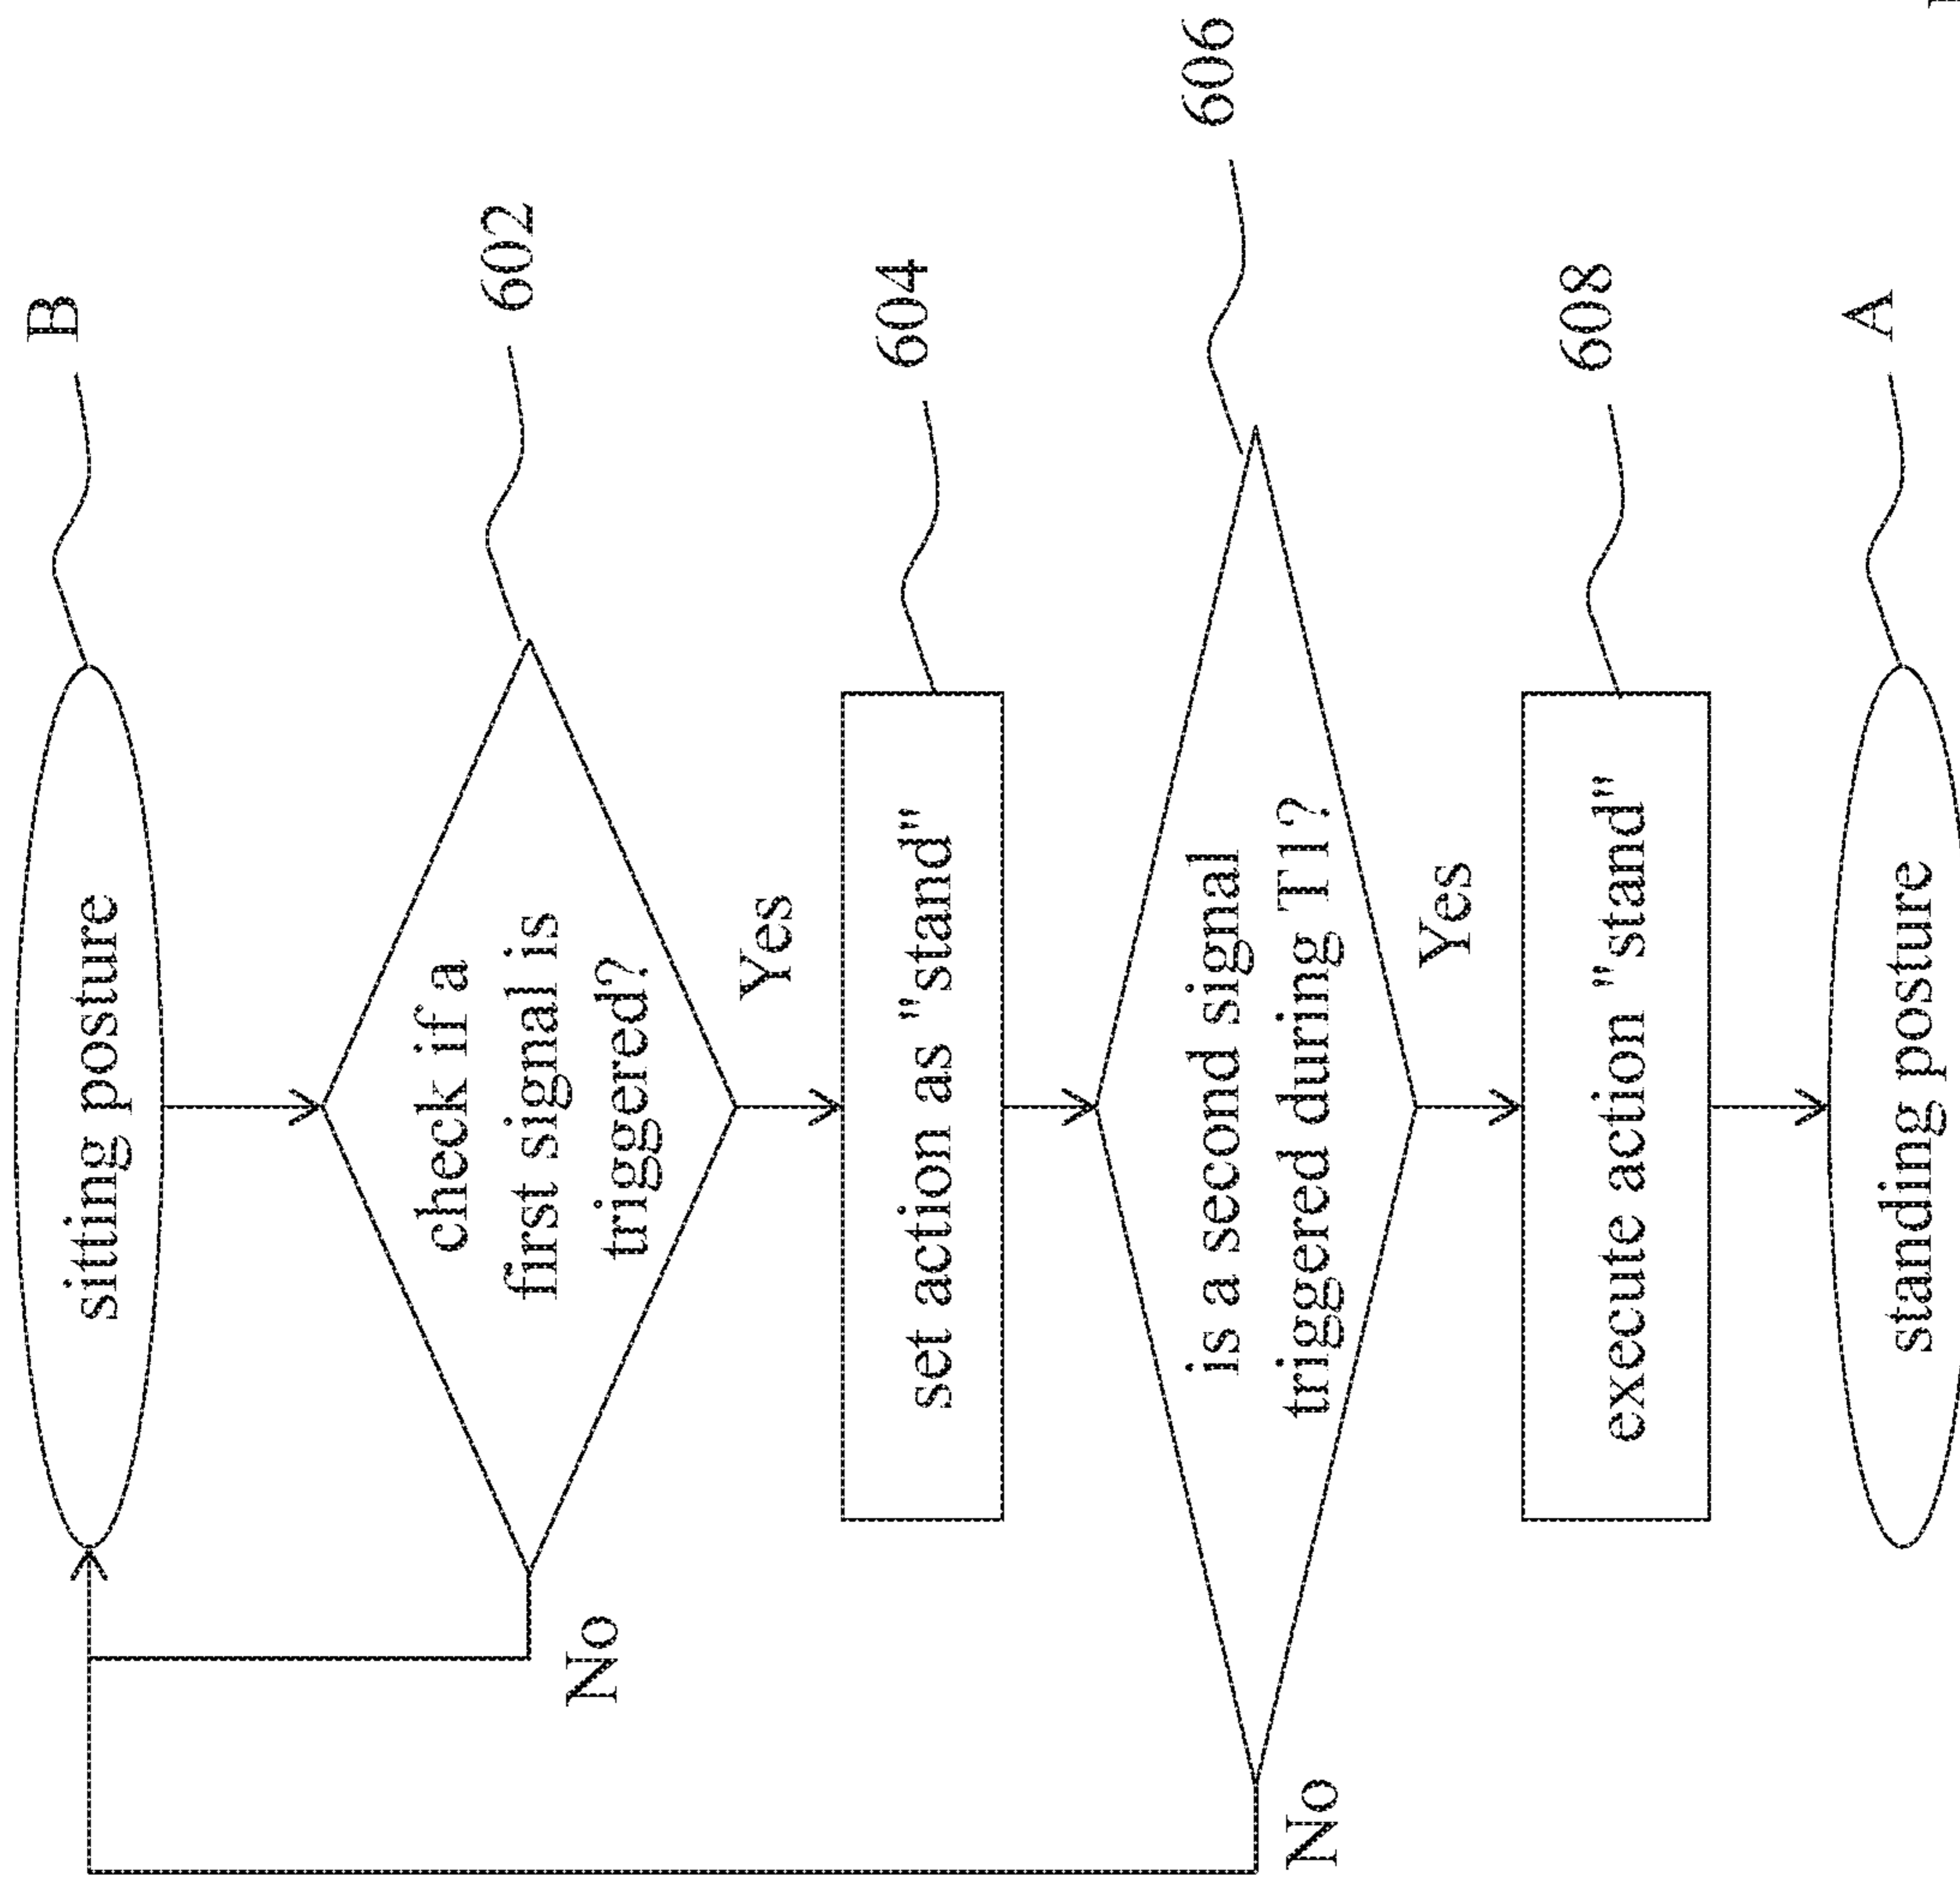 B
sitting posture
602
check if a
first signal is
triggered?
No
Yes
604
set action as "stand"
606
is a second signal
triggered during T1?
No
Yes
608
execute action "stand"
A
standing posture